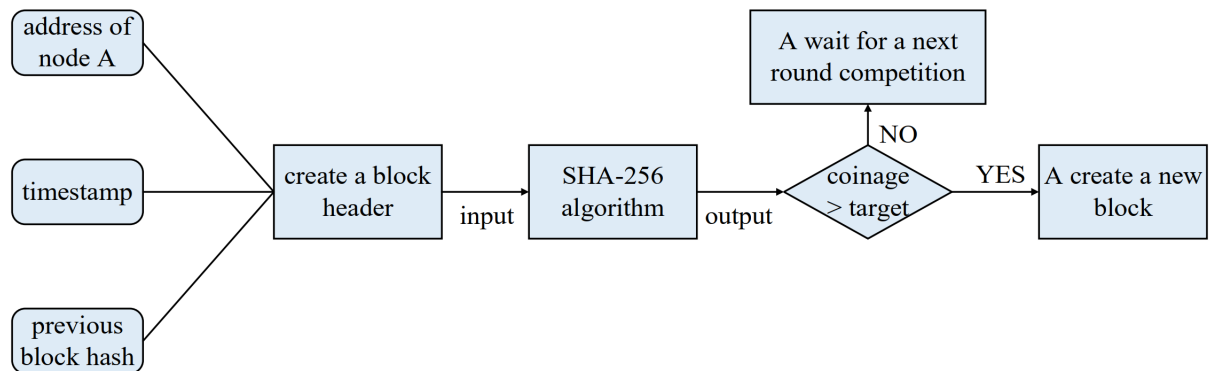 address of
node A
timestamp
previous
block hash
create a block
header
input
SHA-256
algorithm
output
coinage
> target
NO
A wait for a next
round competition
YES
A create a new
block